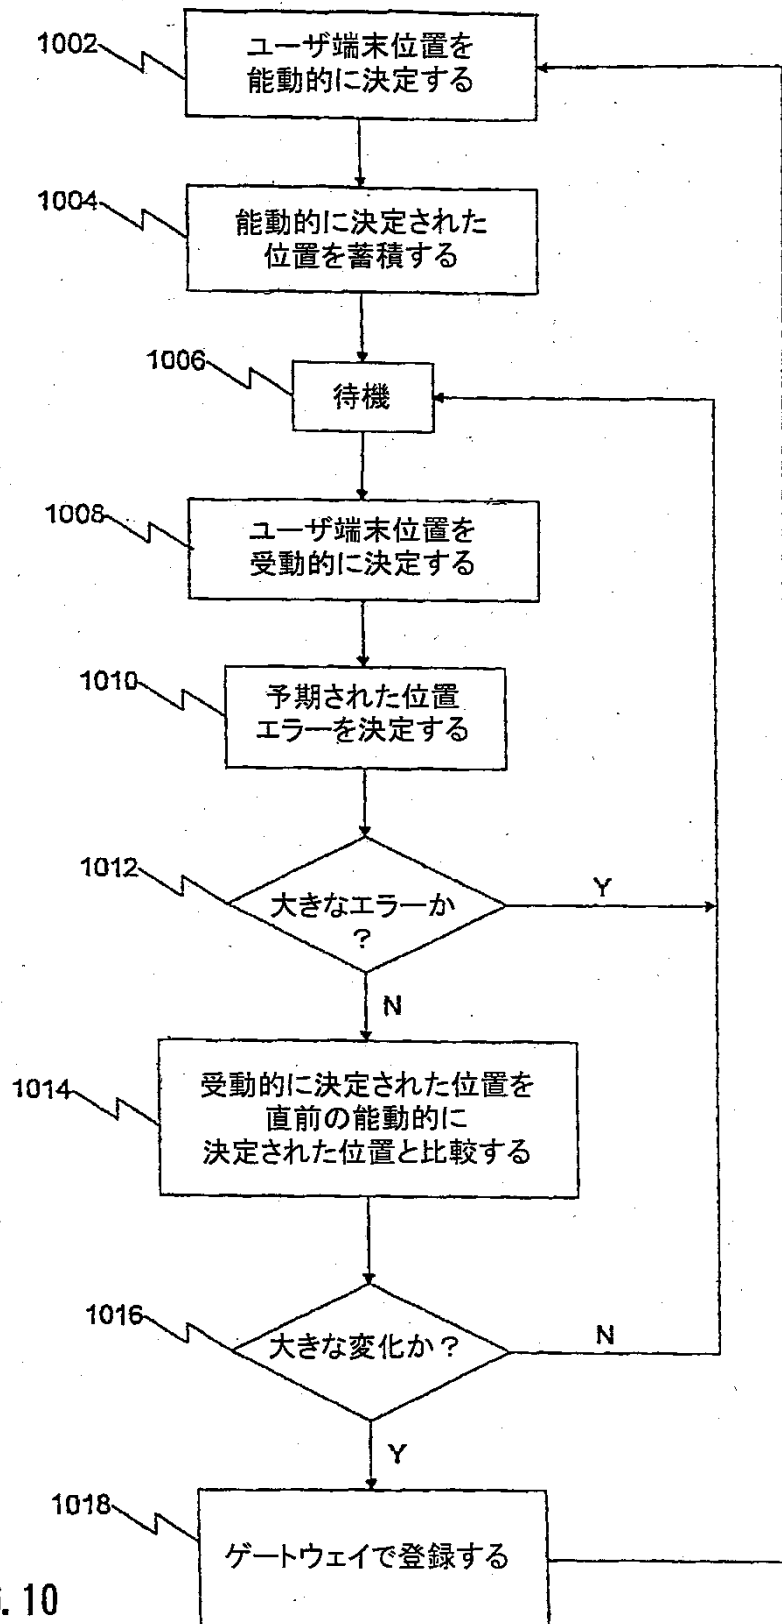 1002
ユーザ端末位置を
能動的に決定する
1004
能動的に決定された
位置を蓄積する
1006
待機
1008
ユーザ端末位置を
受動的に決定する
1010
予期された位置
エラーを決定する
1012
大きなエラーか
?
Y
N
1014
受動的に決定された位置を
直前の能動的に
決定された位置と比較する
1016
大きな変化か?
N
Y
1018
ゲートウェイで登録する
. 10